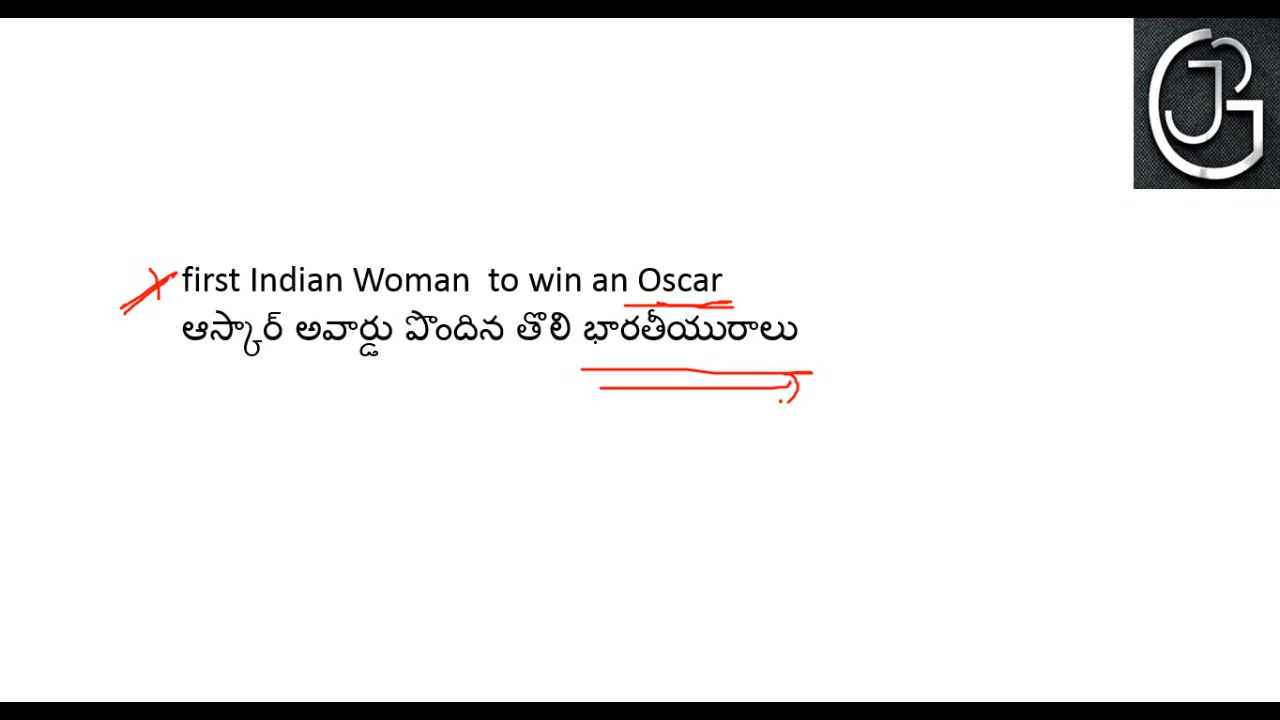 first Indian Woman to win an Oscar
ఆస్కార్ అవార్డు పొందిన తొలి భారతీయురాలు